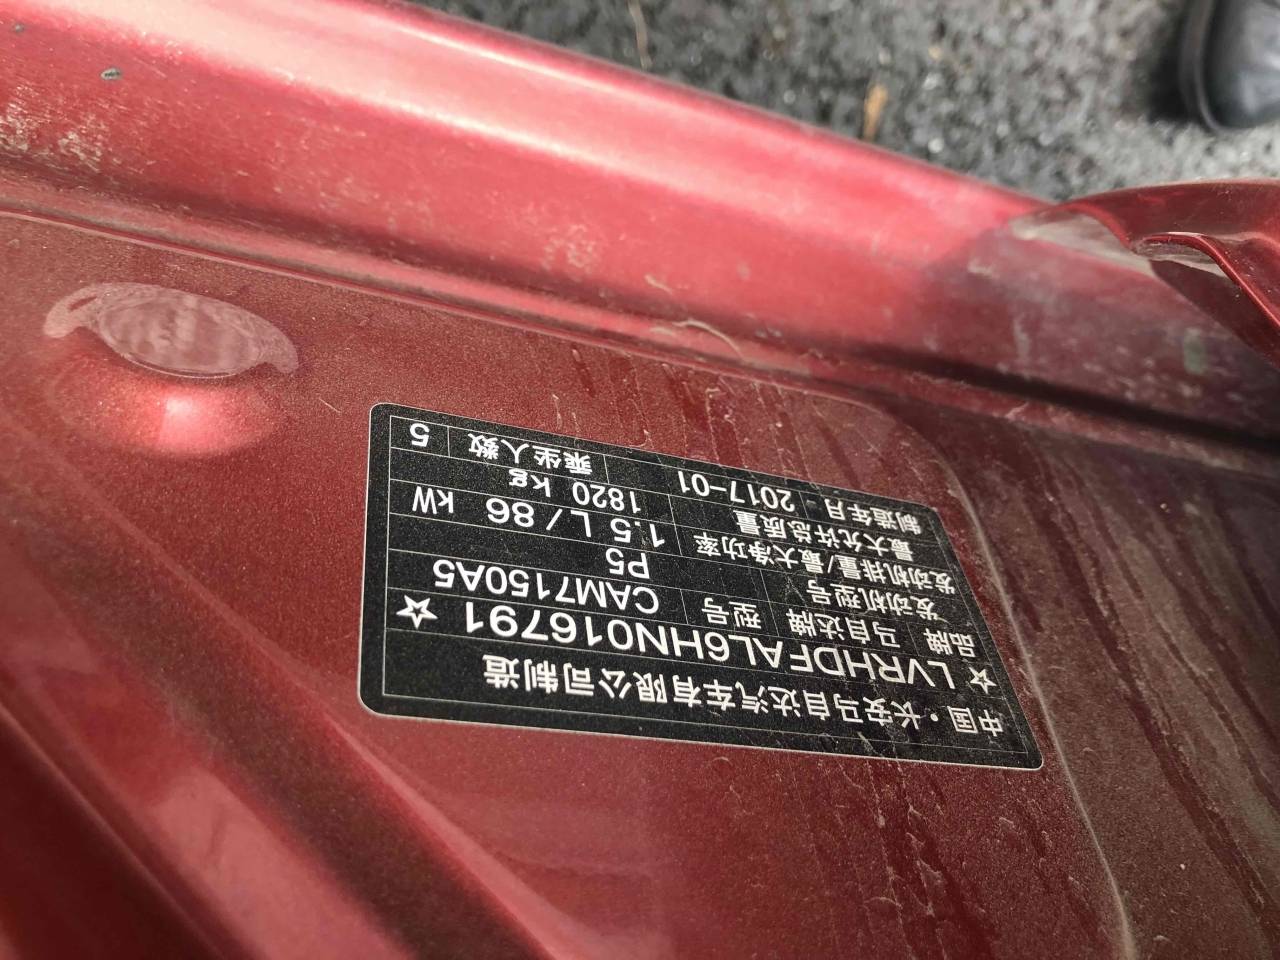 中国·长安马自达汽车有限公司制造
☆ LVRHDFAL6HN016791 ☆
品牌 马自达牌 型号 CAM7150A5
发动机型号 P5
发动机排量/最大净功率 1.5 L / 86 kW
最大允许总质量 1820 kg
制造年月 2017-01 乘坐人数 5